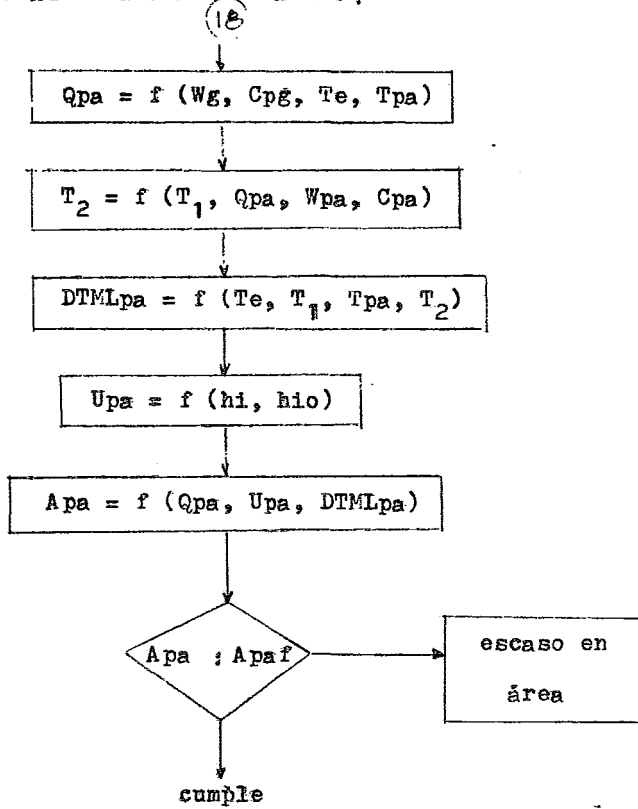 18
Qpa = f (Wg, Cpg, Te, Tpa)
T2 = f (T1, Qpa, Wpa, Cpa)
DTMLpa = f (Te, T1, Tpa, T2)
Upa = f (hi, hio)
Apa = f (Qpa, Upa, DTMLpa)
Apa : Apaf
escaso en
área
cumple